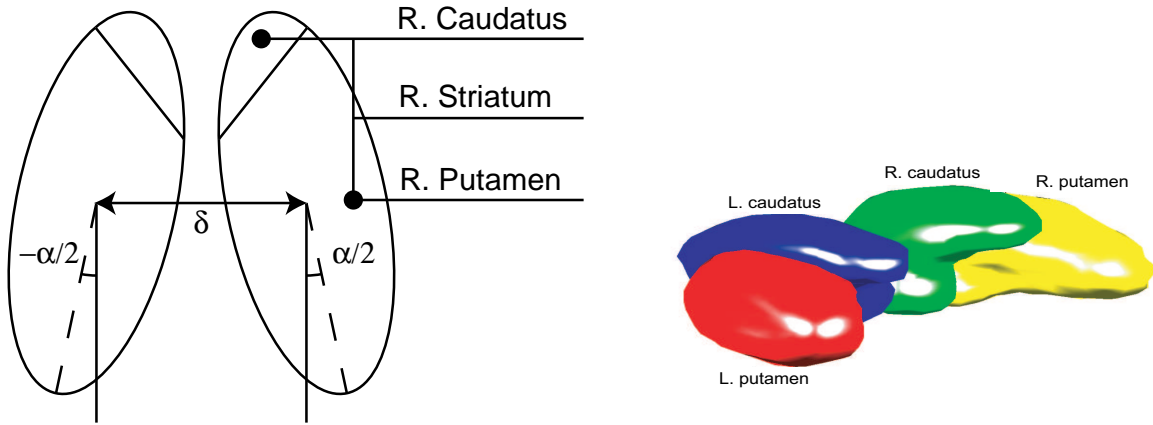 R. Caudatus
R. Striatum
R. Putamen
δ
−α/2
α/2
R. caudatus
R. putamen
L. caudatus
L. putamen